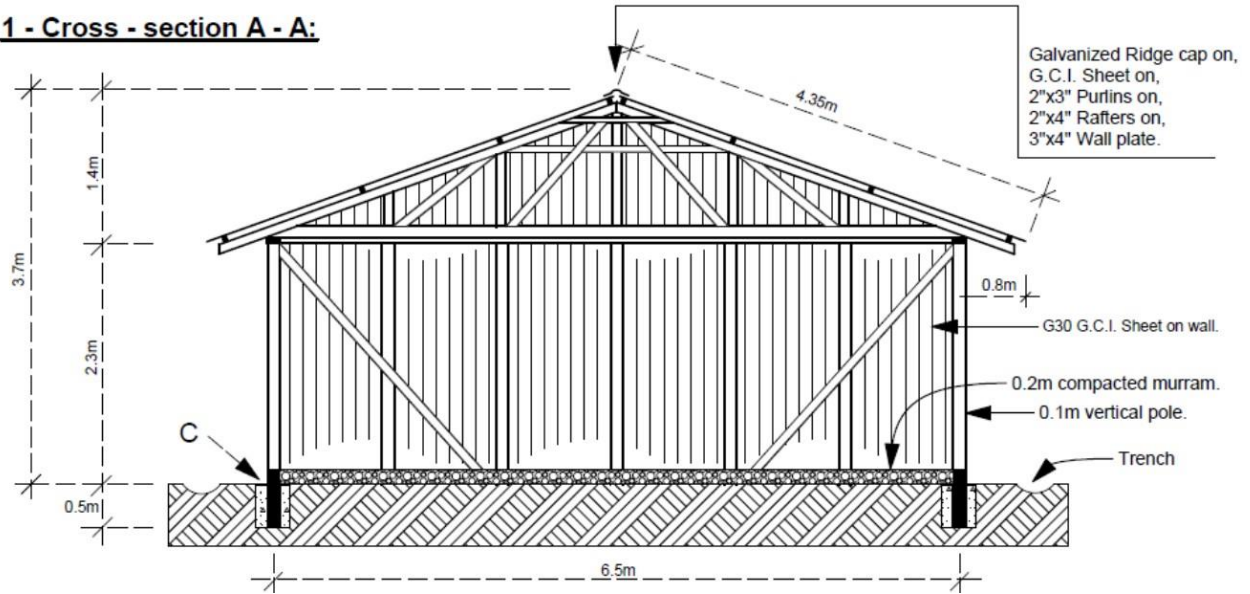 1 - Cross - section A - A:
Galvanized Ridge cap on,
G.C.I. Sheet on,
2"x3" Purlins on,
2"x4" Rafters on,
3"x4" Wall plate.
4.35m
1.4m
3.7m
2.3m
0.8m
G30 G.C.I. Sheet on wall.
0.2m compacted murram.
0.1m vertical pole.
C
Trench
0.5m
6.5m